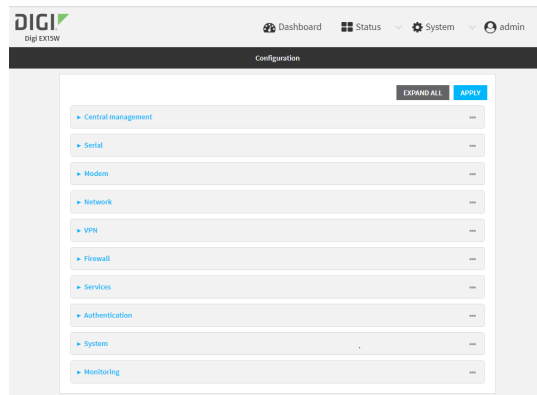 DIGI
Digi EX15W
Dashboard Status System admin
Configuration
EXPAND ALL APPLY
Central management
Serial
Modem
Network
VPN
Firewall
Services
Authentication
System
Monitoring